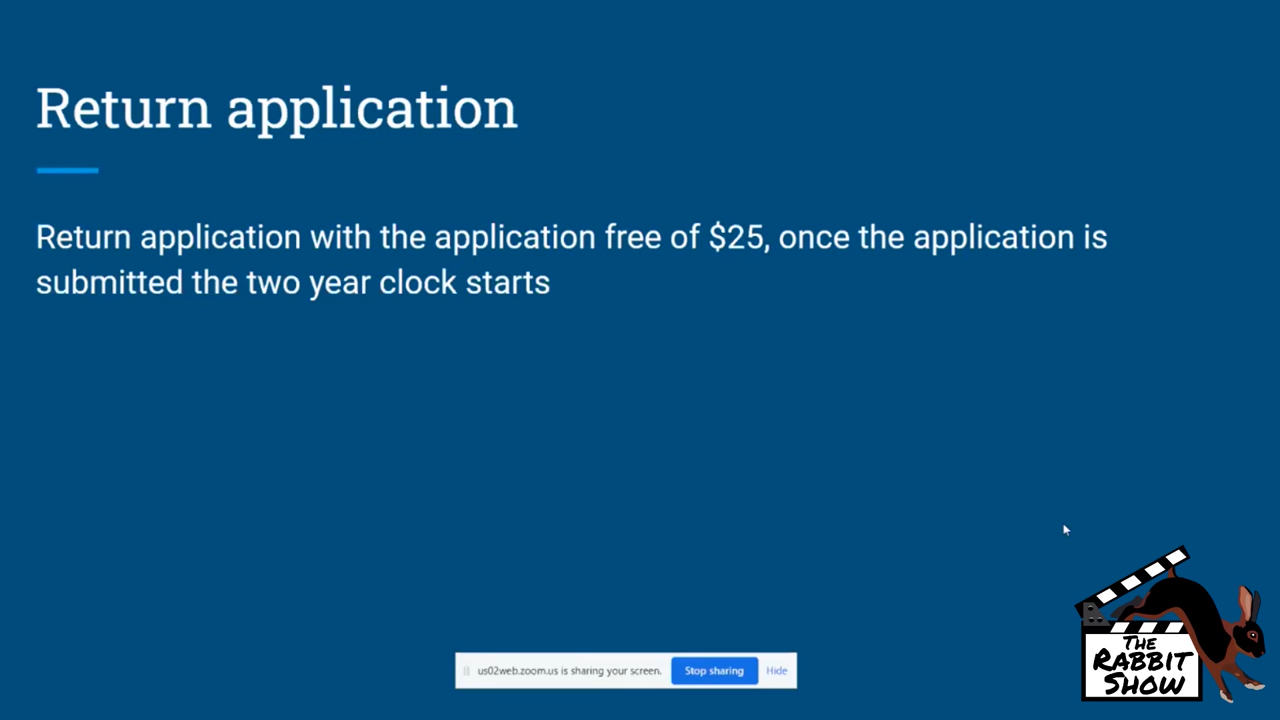 Return application
Return application with the application free of $25, once the application is
submitted the two year clock starts
us02web.zoom.us is sharing your screen. Stop sharing Hide
The
Rabbit
Show